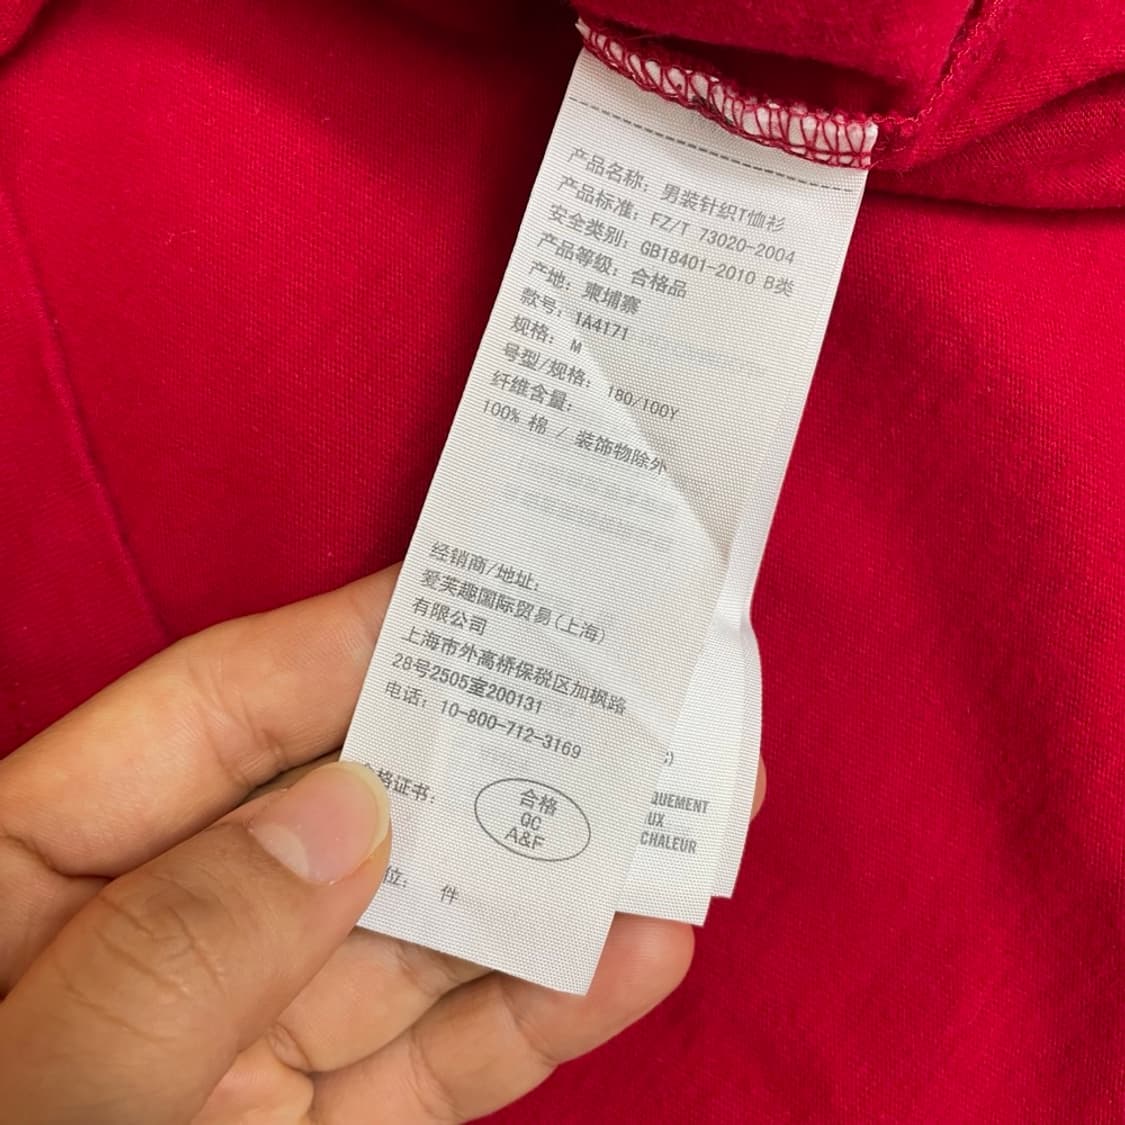 产品名称：男装针织T恤衫
产品标准：FZ/T 73020-2004
安全类别：GB18401-2010 B类
产品等级：合格品
产地：柬埔寨
款号：1A4171
规格：M
号型/规格：180/100Y
纤维含量：
100% 棉 / 装饰物除外
经销商/地址：
爱芙趣国际贸易(上海)
有限公司
上海市外高桥保税区加枫路
28号2505室200131
电话：10-800-712-3169
格证书：
合格
QC
A&F
位：件
QUEMENT
UX
CHALEUR